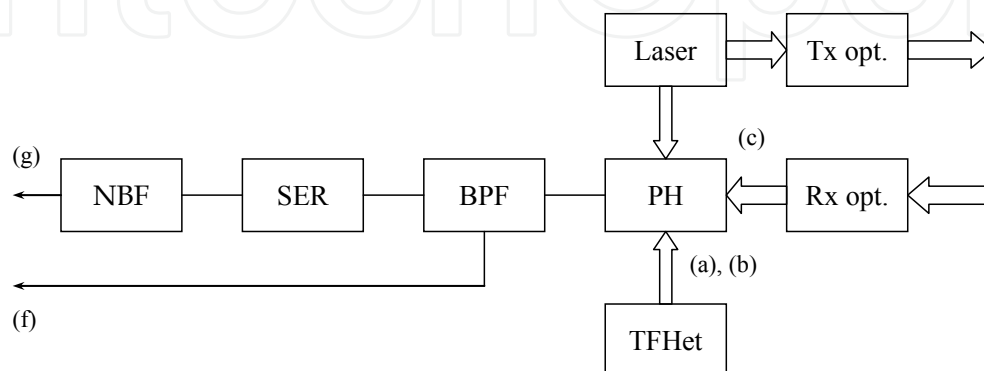 Laser
Tx opt.
(c)
(g)
NBF
SER
BPF
PH
Rx opt.
(a), (b)
(f)
TFHet